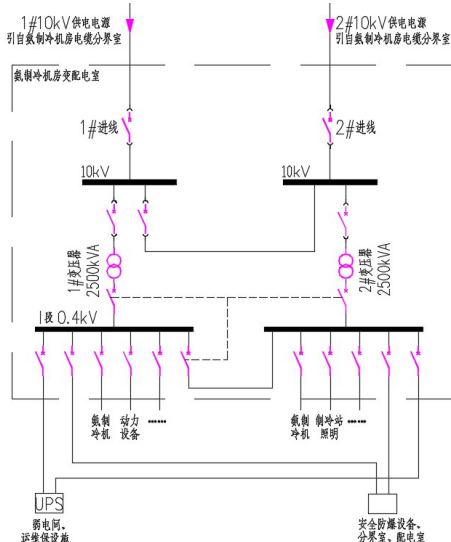 1#10kV供电电源
引自氨制冷机房电缆分界室
2#10kV供电电源
引自氨制冷机房电缆分界室
氨制冷机房变配电室
1#进线
2#进线
10kV
10kV
1#变压器
2500kVA
2#变压器
2500kVA
I段 0.4kV
氨制
冷机
动力
设备
······
氨制
冷机
制冷站
照明
······
UPS
弱电间、
运维保设施
安全防爆设备、
分界室、配电室